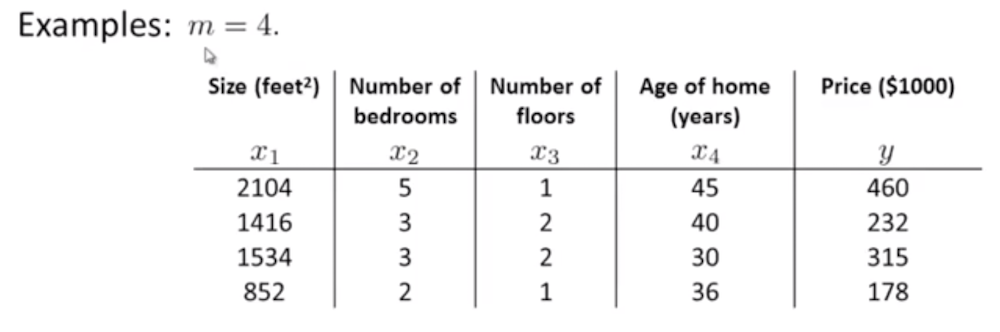 Examples: m = 4.
Size (feet²) Number of bedrooms Number of floors Age of home (years) Price ($1000)
x₁ x₂ x₃ x₄ y
2104 5 1 45 460
1416 3 2 40 232
1534 3 2 30 315
852 2 1 36 178